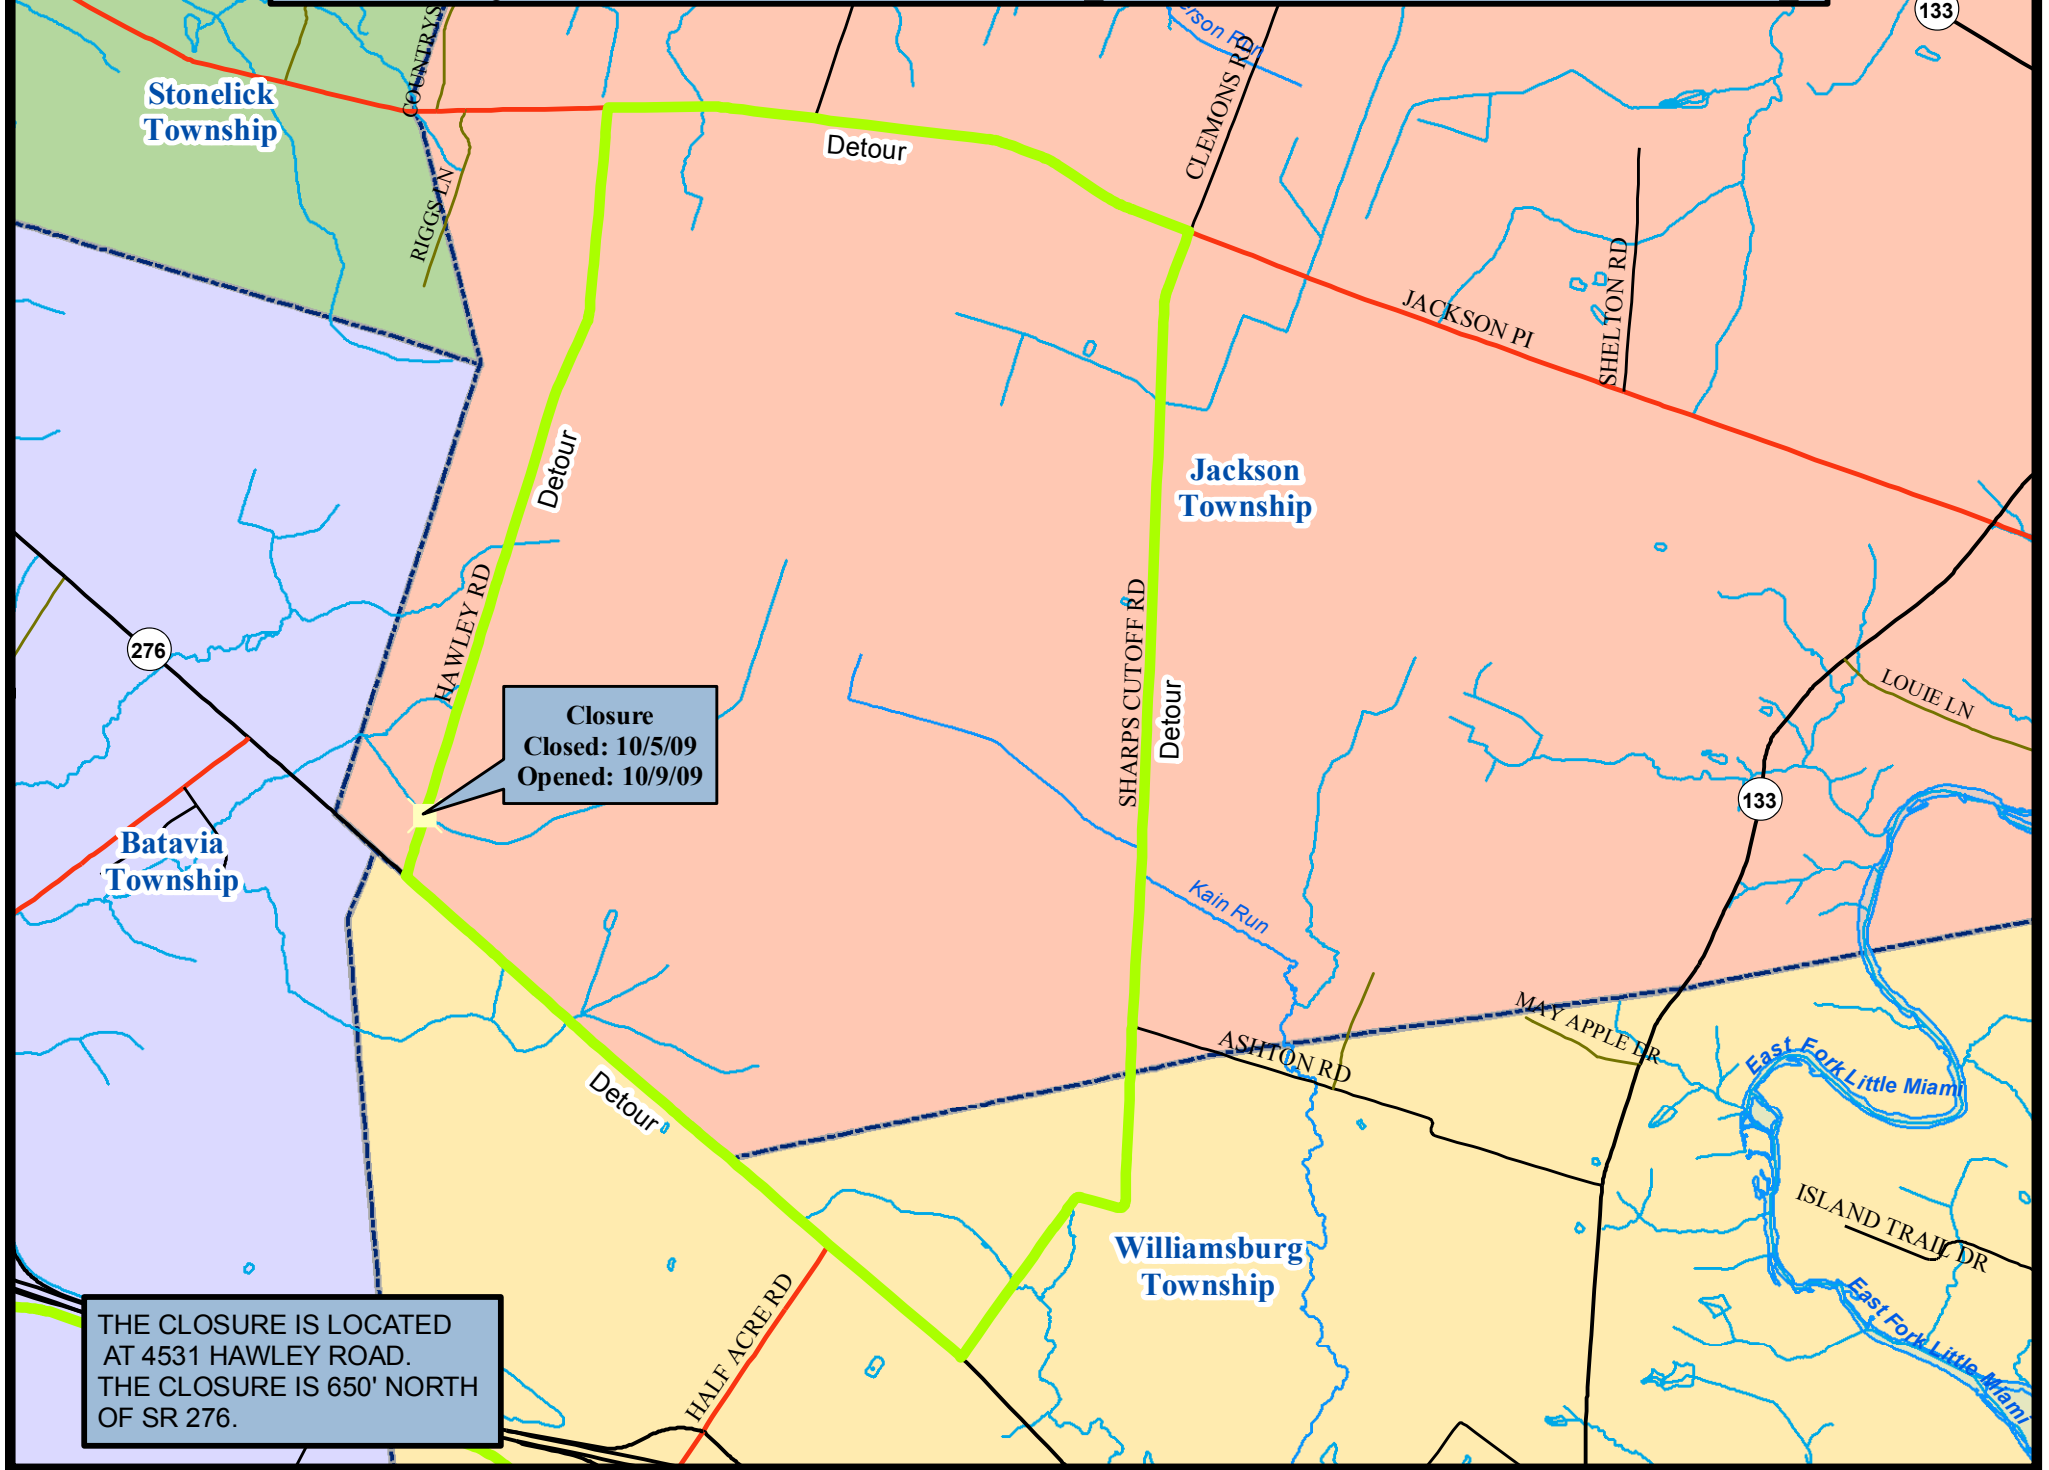 133
erson Run
COUNTRYS
CLEMONS RD
Stonelick
Township
Detour
RIGGS LN
JACKSON PI
SHELTON RD
Detour
Jackson
Township
HAWLEY RD
SHARPS CUTOFF RD
276
LOUIE LN
Closure
Closed: 10/5/09
Opened: 10/9/09
Detour
133
Batavia
Township
Kain Run
MAY APPLE DR
ASHTON RD
East Fork Little Miami
Detour
ISLAND TRAIL DR
Williamsburg
Township
HALF ACRE RD
East Fork Little Miami
THE CLOSURE IS LOCATED
AT 4531 HAWLEY ROAD.
THE CLOSURE IS 650' NORTH
OF SR 276.